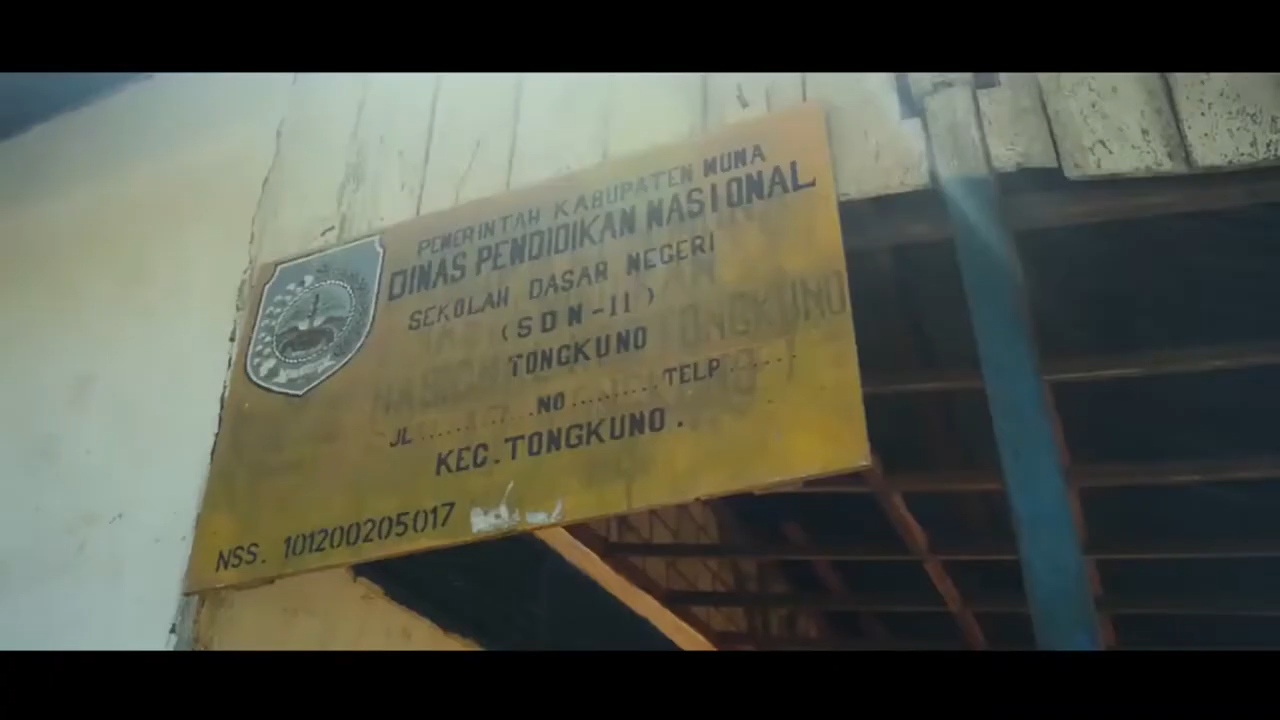 PEMERINTAH KABUPATEN MUNA
DINAS PENDIDIKAN NASIONAL
SEKOLAH DASAR NEGERI
(SDN-II)
TONGKUNO
JL..........NO.........TELP......
KEC.TONGKUNO.
NSS. 101200205017
TONGKUNO